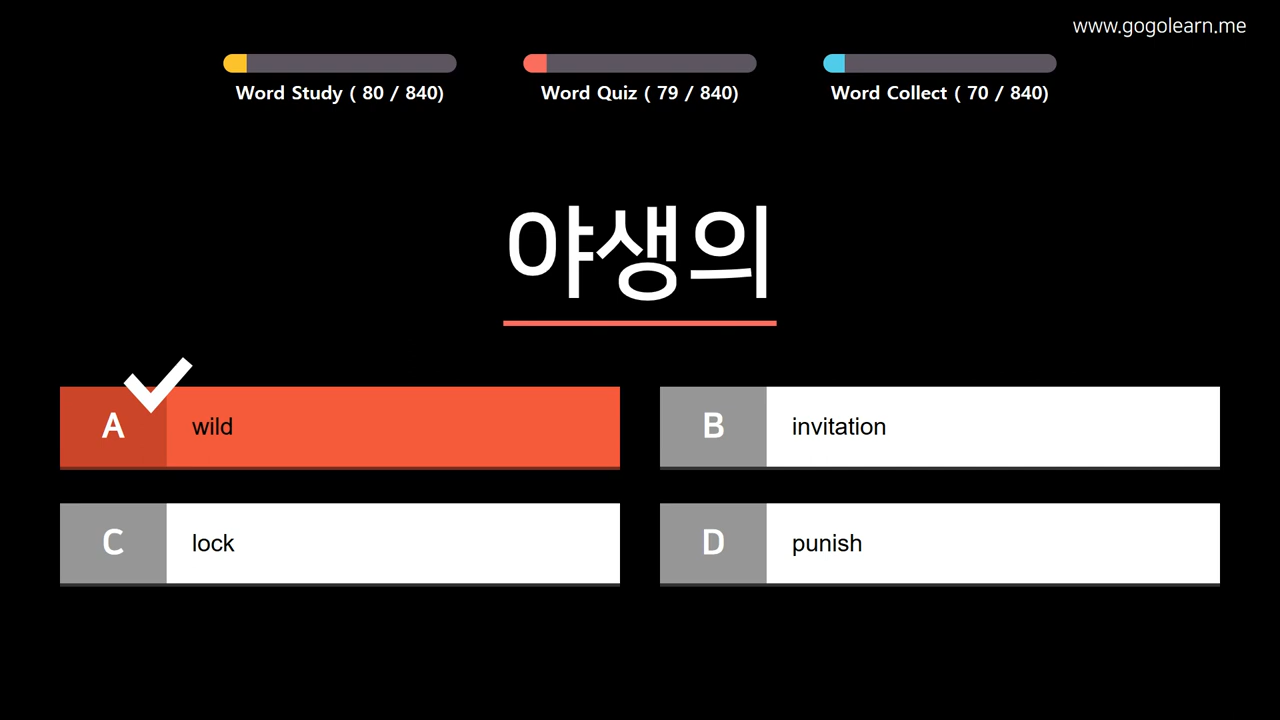 www.gogolearn.me
Word Study ( 80 / 840)
Word Quiz ( 79 / 840)
Word Collect ( 70 / 840)
야생의
A wild
B invitation
C lock
D punish